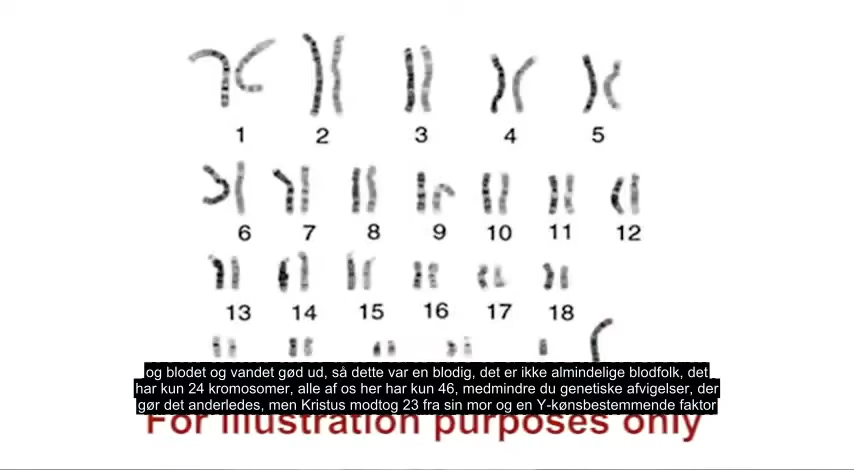 1 2 3 4 5
6 7 8 9 10 11 12
13 14 15 16 17 18
og blodet og vandet gød ud, så dette var en blodig, det er ikke almindelige blodfolk, det
har kun 24 kromosomer, alle af os her har kun 46, medmindre du genetiske afvigelser, der
gør det anderledes, men Kristus modtog 23 fra sin mor og en Y-kønsbestemmende faktor
For illustration purposes only